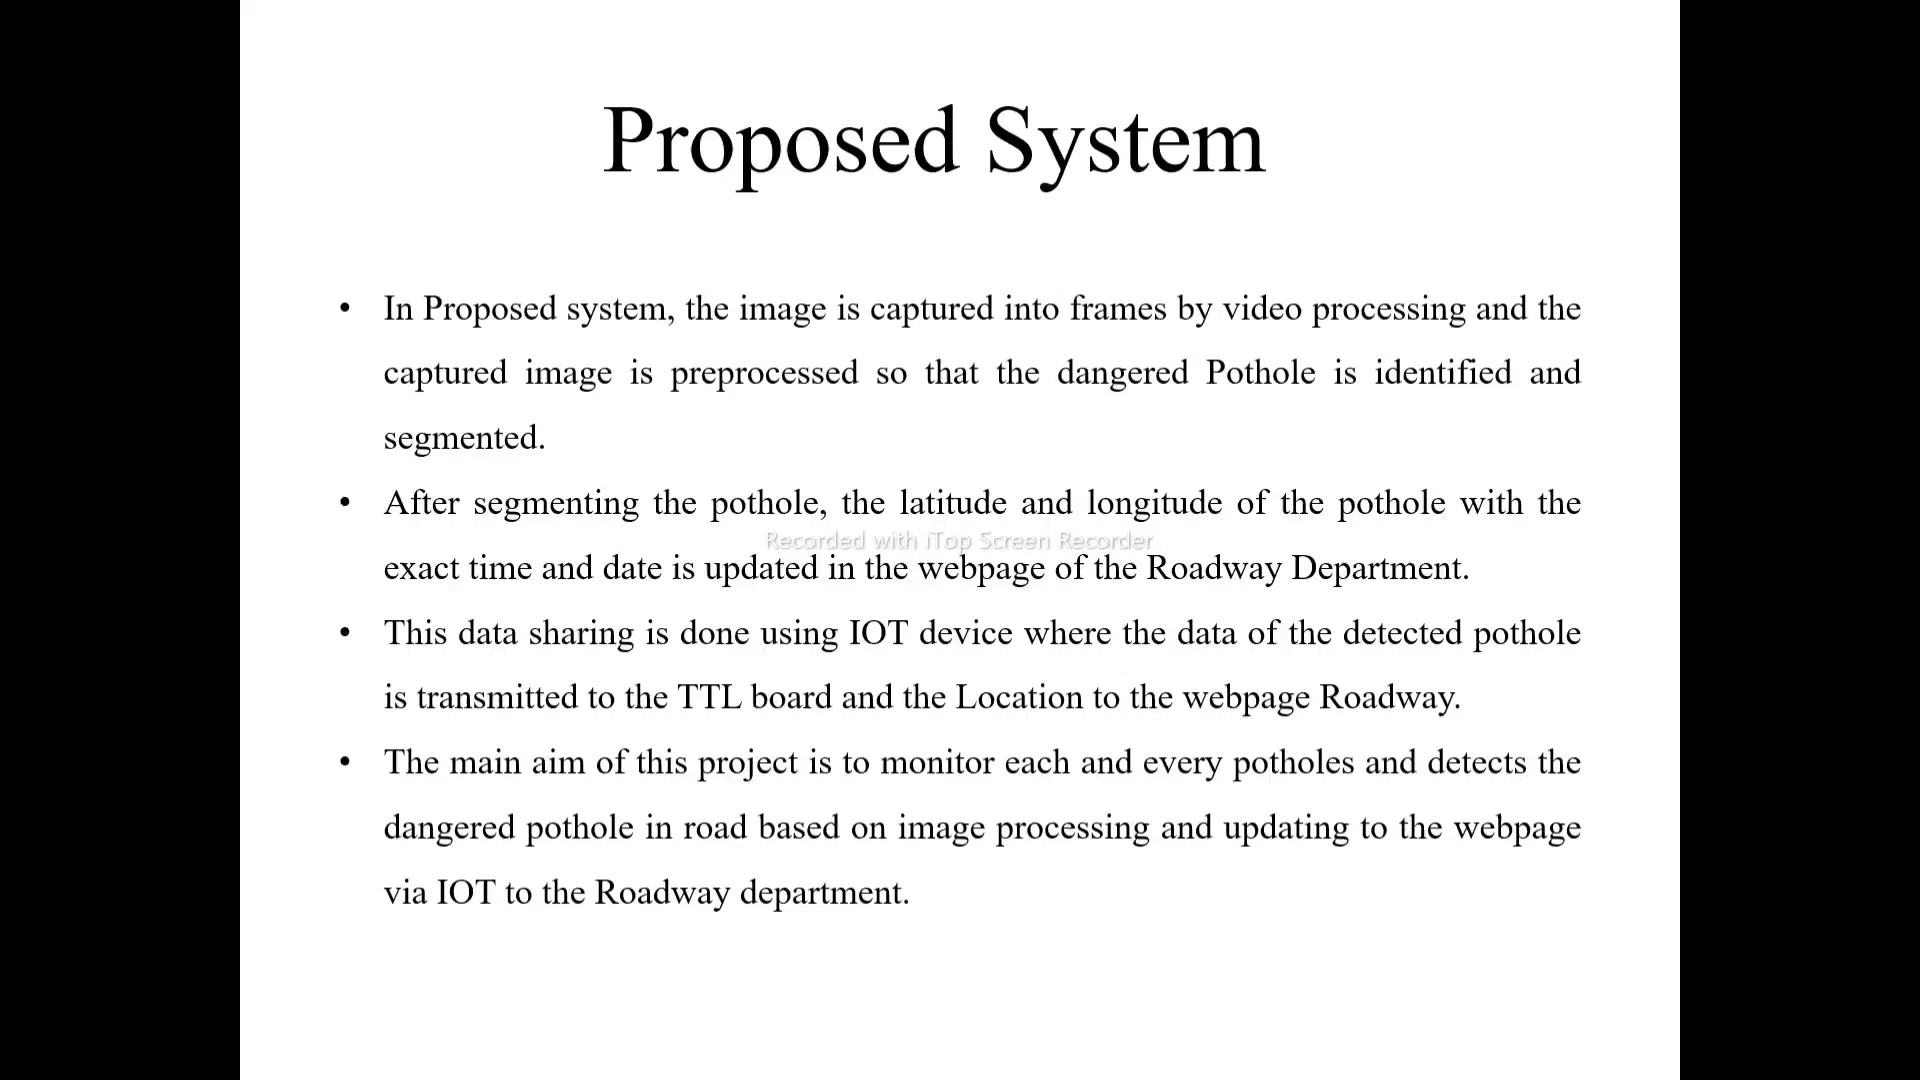 Proposed System
• In Proposed system, the image is captured into frames by video processing and the
captured image is preprocessed so that the dangered Pothole is identified and
segmented.
• After segmenting the pothole, the latitude and longitude of the pothole with the
Recorded with iTop Screen Recorder
exact time and date is updated in the webpage of the Roadway Department.
• This data sharing is done using IOT device where the data of the detected pothole
is transmitted to the TTL board and the Location to the webpage Roadway.
• The main aim of this project is to monitor each and every potholes and detects the
dangered pothole in road based on image processing and updating to the webpage
via IOT to the Roadway department.